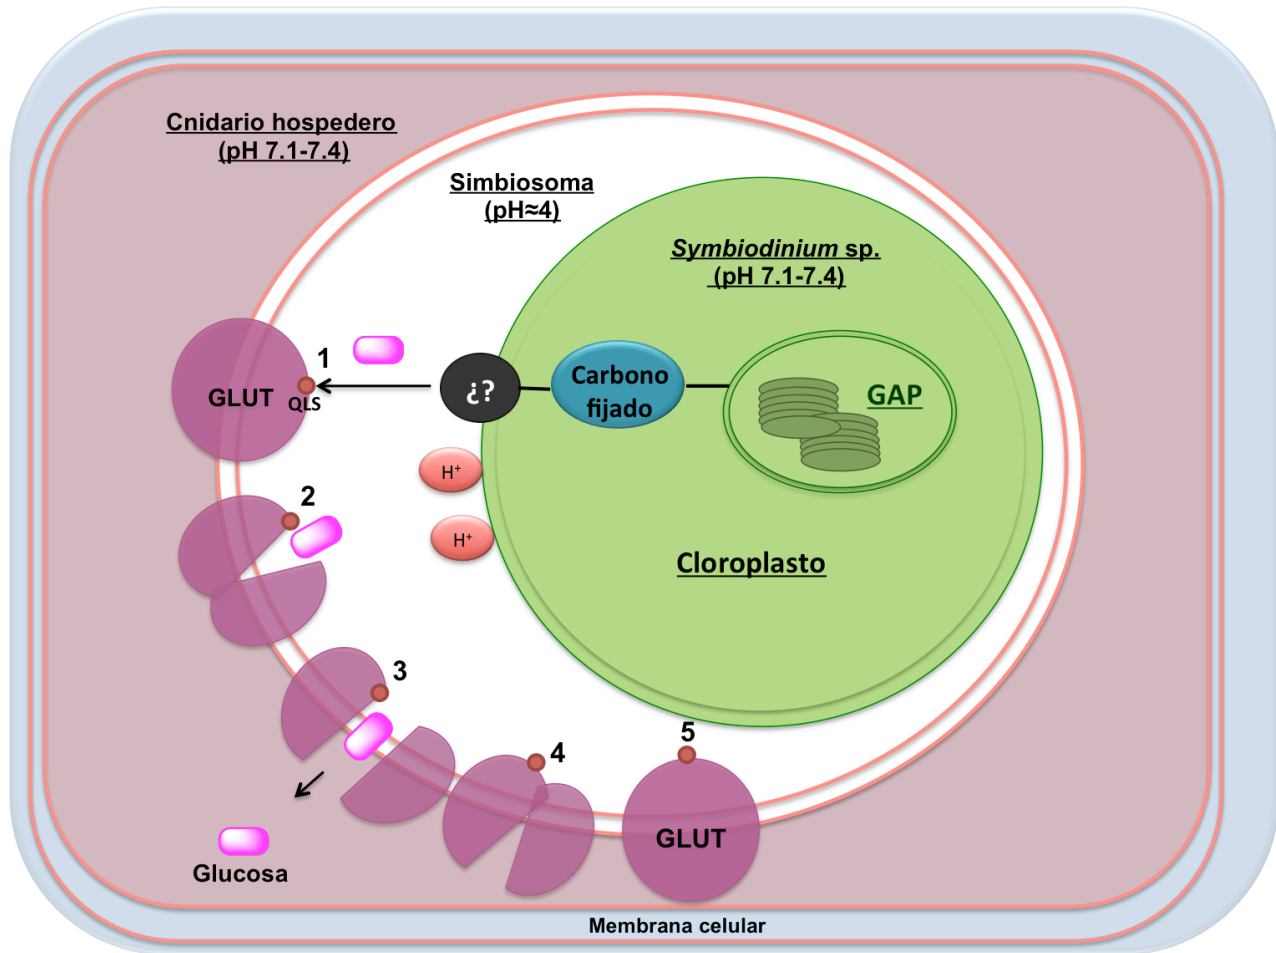 Cnidario hospedero
(pH 7.1-7.4)
Simbiosoma
(pH≈4)
Symbiodinium sp.
(pH 7.1-7.4)
1
GLUT
QLS
¿?
Carbono
fijado
GAP
H⁺
2
H⁺
Cloroplasto
3
5
4
GLUT
Glucosa
Membrana celular